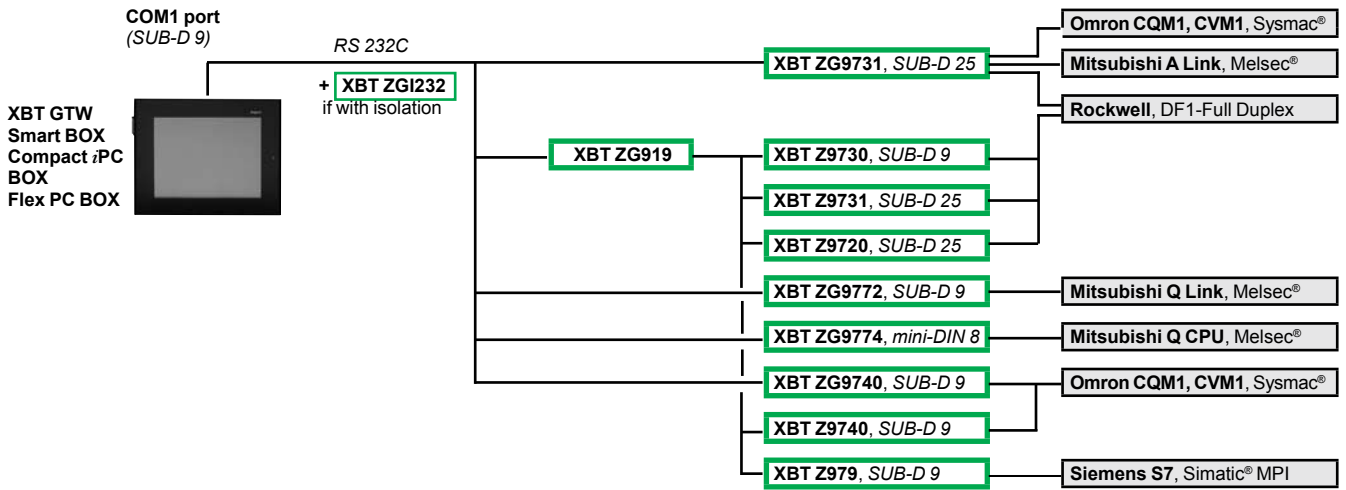 COM1 port
(SUB-D 9)
RS 232C
+ XBT ZGI232
if with isolation
XBT GTW
Smart BOX
Compact iPC
BOX
Flex PC BOX
XBT ZG919
XBT ZG9731, SUB-D 25
XBT Z9730, SUB-D 9
XBT Z9731, SUB-D 25
XBT Z9720, SUB-D 25
XBT ZG9772, SUB-D 9
XBT ZG9774, mini-DIN 8
XBT ZG9740, SUB-D 9
XBT Z9740, SUB-D 9
XBT Z979, SUB-D 9
Omron CQM1, CVM1, Sysmac®
Mitsubishi A Link, Melsec®
Rockwell, DF1-Full Duplex
Mitsubishi Q Link, Melsec®
Mitsubishi Q CPU, Melsec®
Omron CQM1, CVM1, Sysmac®
Siemens S7, Simatic® MPI